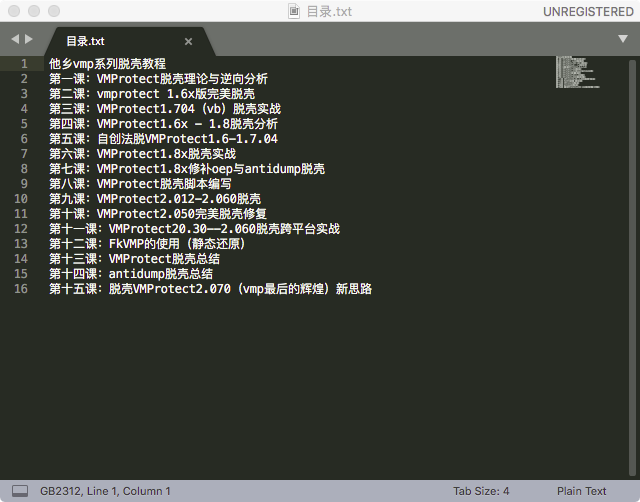 目录.txt
UNREGISTERED
目录.txt
1 他乡vmp系列脱壳教程
2 第一课：VMProtect脱壳理论与逆向分析
3 第二课：vmprotect 1.6x版完美脱壳
4 第三课：VMProtect1.704（vb）脱壳实战
5 第四课：VMProtect1.6x - 1.8脱壳分析
6 第五课：自创法脱VMProtect1.6-1.7.04
7 第六课：VMProtect1.8x脱壳实战
8 第七课：VMProtect1.8x修补oep与antidump脱壳
9 第八课：VMProtect脱壳脚本编写
10 第九课：VMProtect2.012-2.060脱壳
11 第十课：VMProtect2.050完美脱壳修复
12 第十一课：VMProtect20.30--2.060脱壳跨平台实战
13 第十二课：FkVMP的使用（静态还原）
14 第十三课：VMProtect脱壳总结
15 第十四课：antidump脱壳总结
16 第十五课：脱壳VMProtect2.070（vmp最后的辉煌）新思路
GB2312, Line 1, Column 1
Tab Size: 4
Plain Text